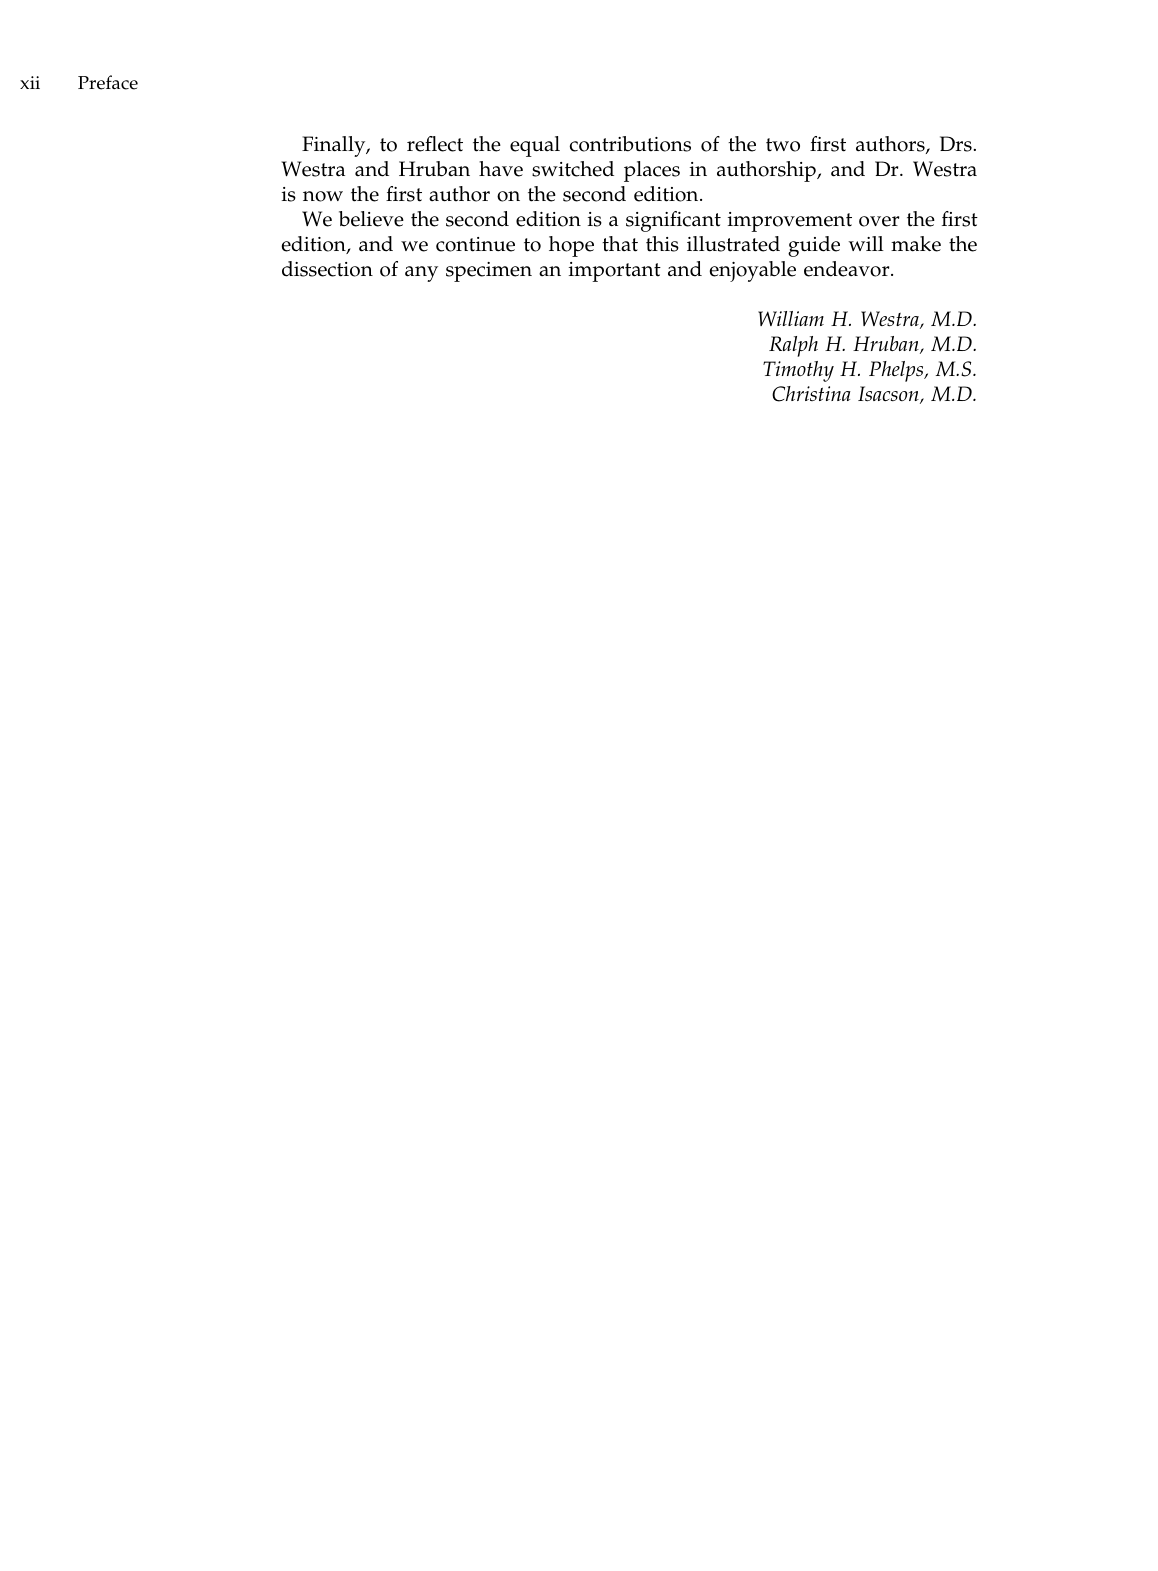 xii Preface
Finally, to reflect the equal contributions of the two first authors, Drs.
Westra and Hruban have switched places in authorship, and Dr. Westra
is now the first author on the second edition.
We believe the second edition is a significant improvement over the first
edition, and we continue to hope that this illustrated guide will make the
dissection of any specimen an important and enjoyable endeavor.
William H. Westra, M.D.
Ralph H. Hruban, M.D.
Timothy H. Phelps, M.S.
Christina Isacson, M.D.